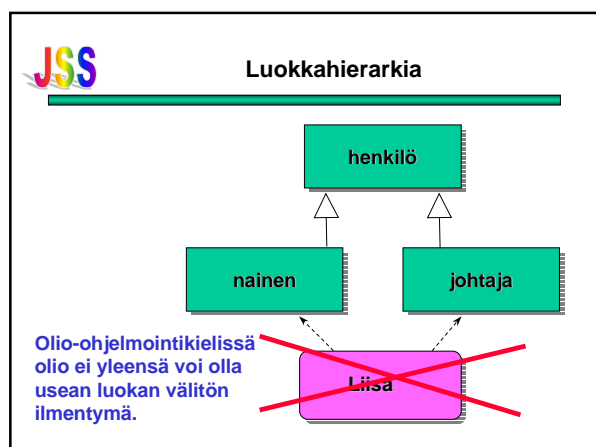 JSS
Luokkahierarkia
henkilö
nainen
johtaja
Olio-ohjelmointikielissä
olio ei yleensä voi olla
usean luokan välitön
ilmentymä.
Liisa